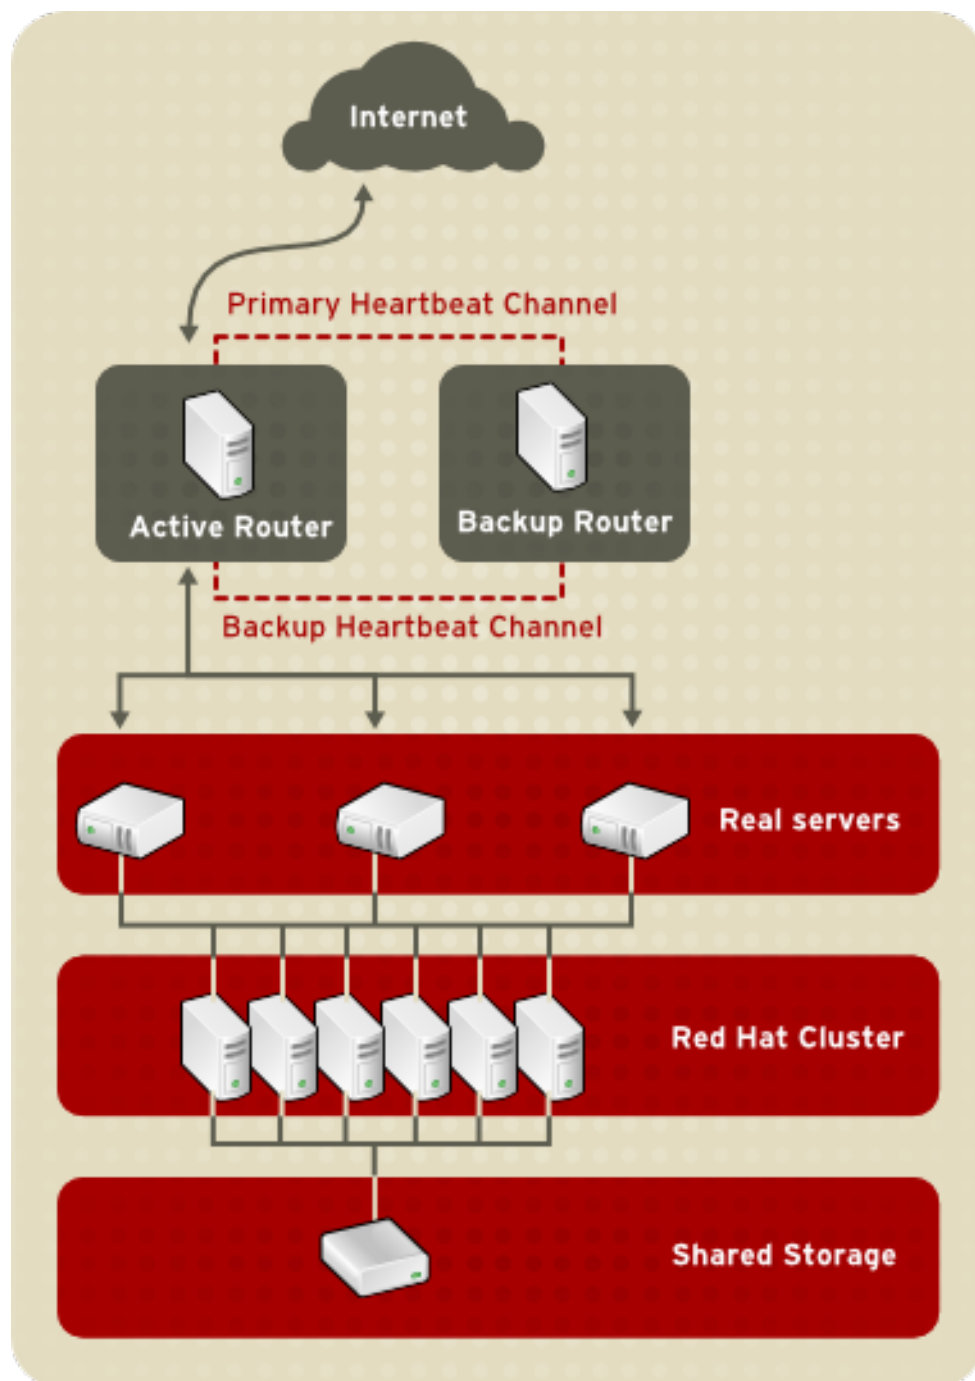 Internet
Primary Heartbeat Channel
Active Router
Backup Router
Backup Heartbeat Channel
Real servers
Red Hat Cluster
Shared Storage